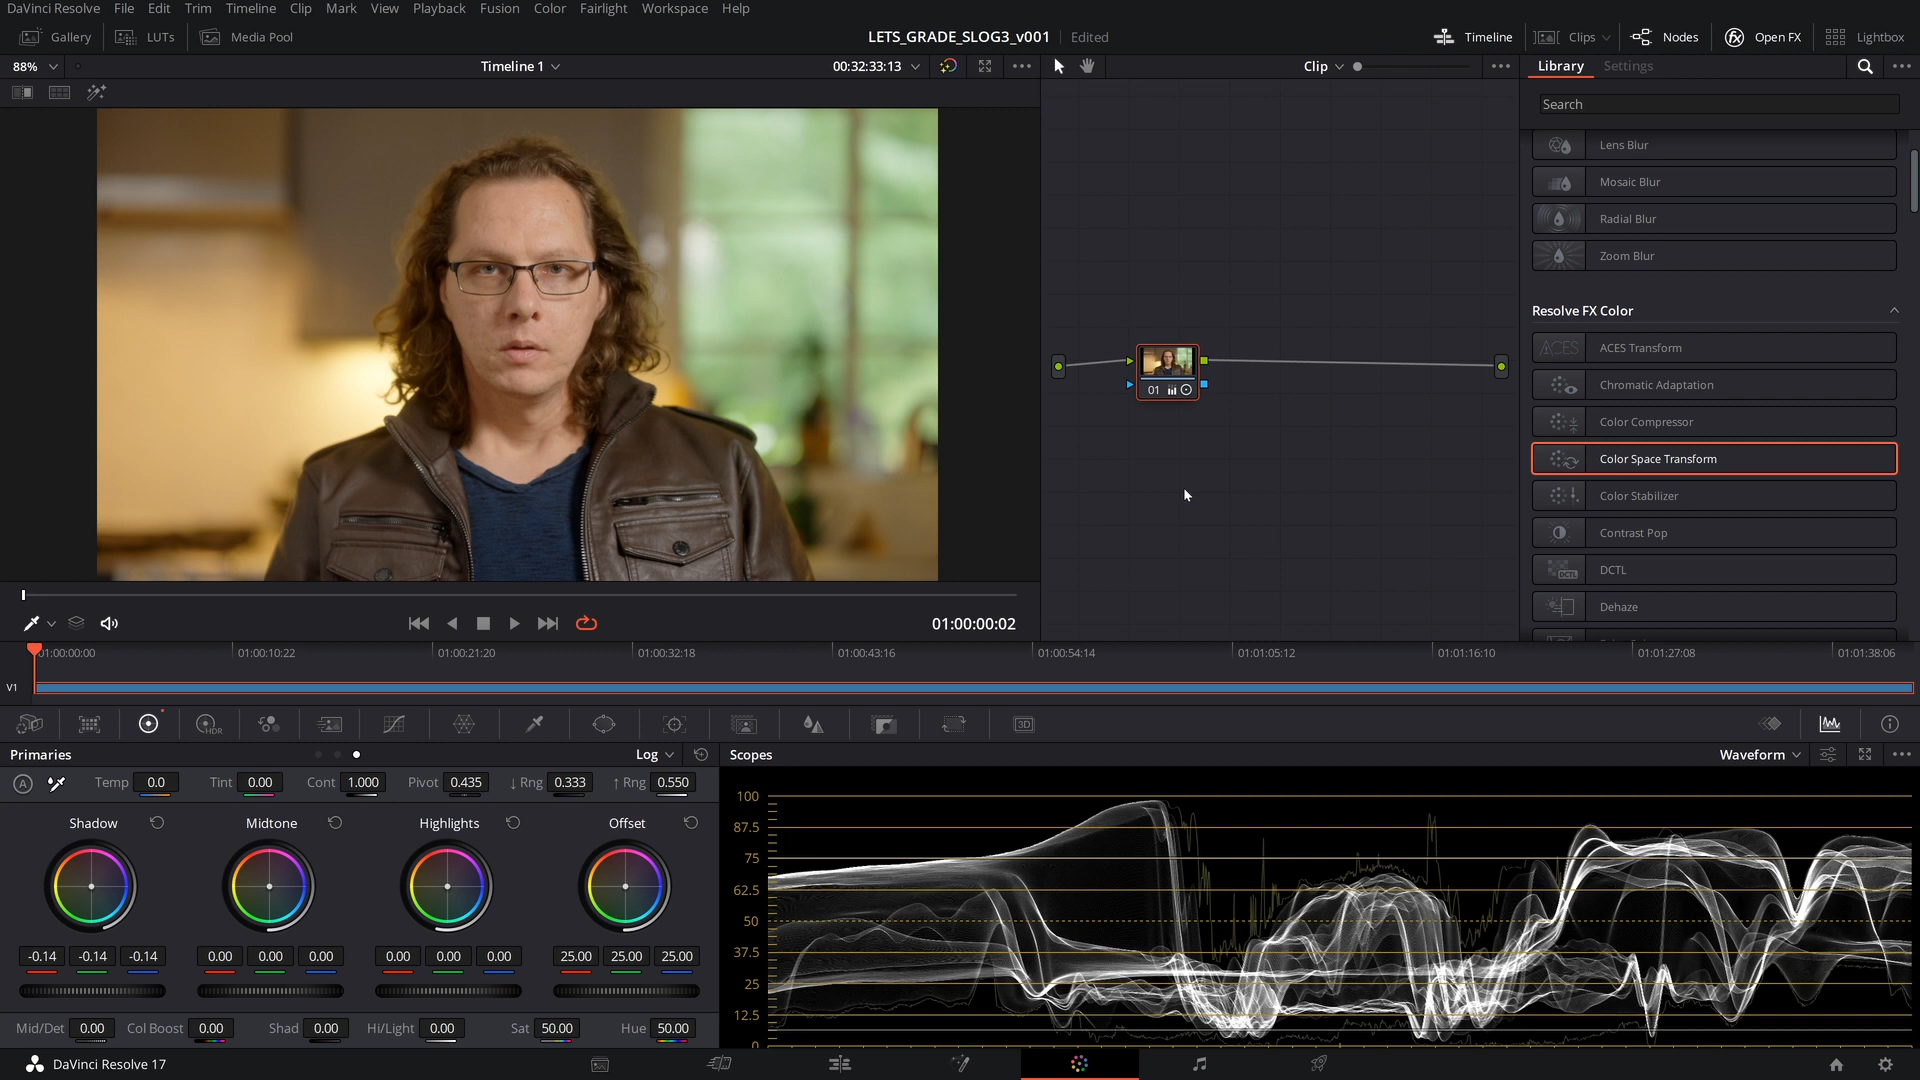 DaVinci Resolve File Edit Trim Timeline Clip Mark View Playback Fusion Color Fairlight Workspace Help
Gallery LUTs Media Pool LETS_GRADE_SLOG3_v001 Edited Timeline Clips Nodes Open FX Lightbox
88% Timeline 1 00:32:33:13 Clip Library Settings
Search
Lens Blur
Mosaic Blur
Radial Blur
Zoom Blur
Resolve FX Color
ACES ACES Transform
Chromatic Adaptation
Color Compressor
01
Color Space Transform
Color Stabilizer
Contrast Pop
DCTL DCTL
Dehaze
01:00:00:02
01:00:00:00 01:00:10:22 01:00:21:20 01:00:32:18 01:00:43:16 01:00:54:14 01:01:05:12 01:01:16:10 01:01:27:08 01:01:38:06
V1
HDR 3D
Primaries Log Scopes Waveform
A Temp 0.0 Tint 0.00 Cont 1.000 Pivot 0.435 ↓ Rng 0.333 ↑ Rng 0.550
Shadow Midtone Highlights Offset
-0.14 -0.14 -0.14 0.00 0.00 0.00 0.00 0.00 0.00 25.00 25.00 25.00
Mid/Det 0.00 Col Boost 0.00 Shad 0.00 Hi/Light 0.00 Sat 50.00 Hue 50.00
100
87.5
75
62.5
50
37.5
25
12.5
0
DaVinci Resolve 17